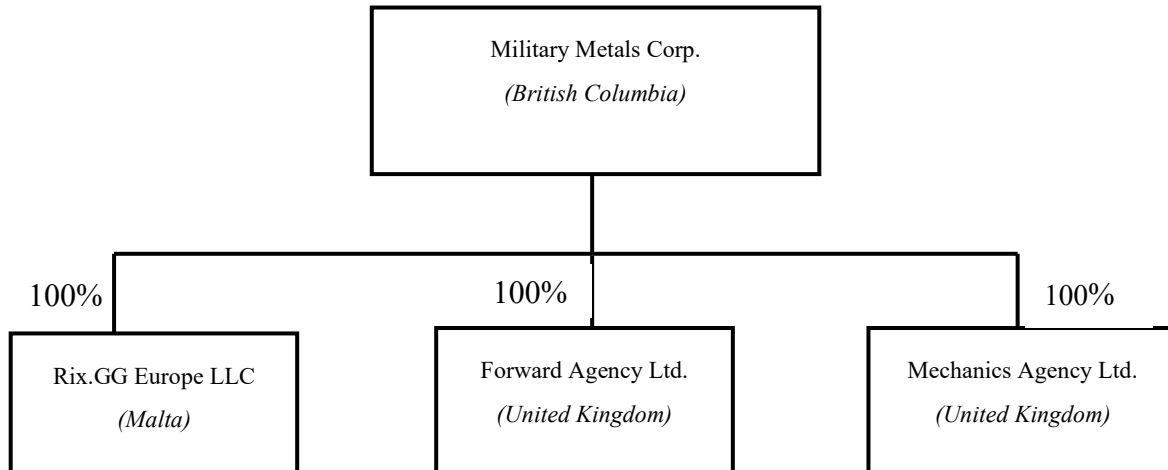 Military Metals Corp.
(British Columbia)
100%
100%
100%
Rix.GG Europe LLC
(Malta)
Forward Agency Ltd.
(United Kingdom)
Mechanics Agency Ltd.
(United Kingdom)